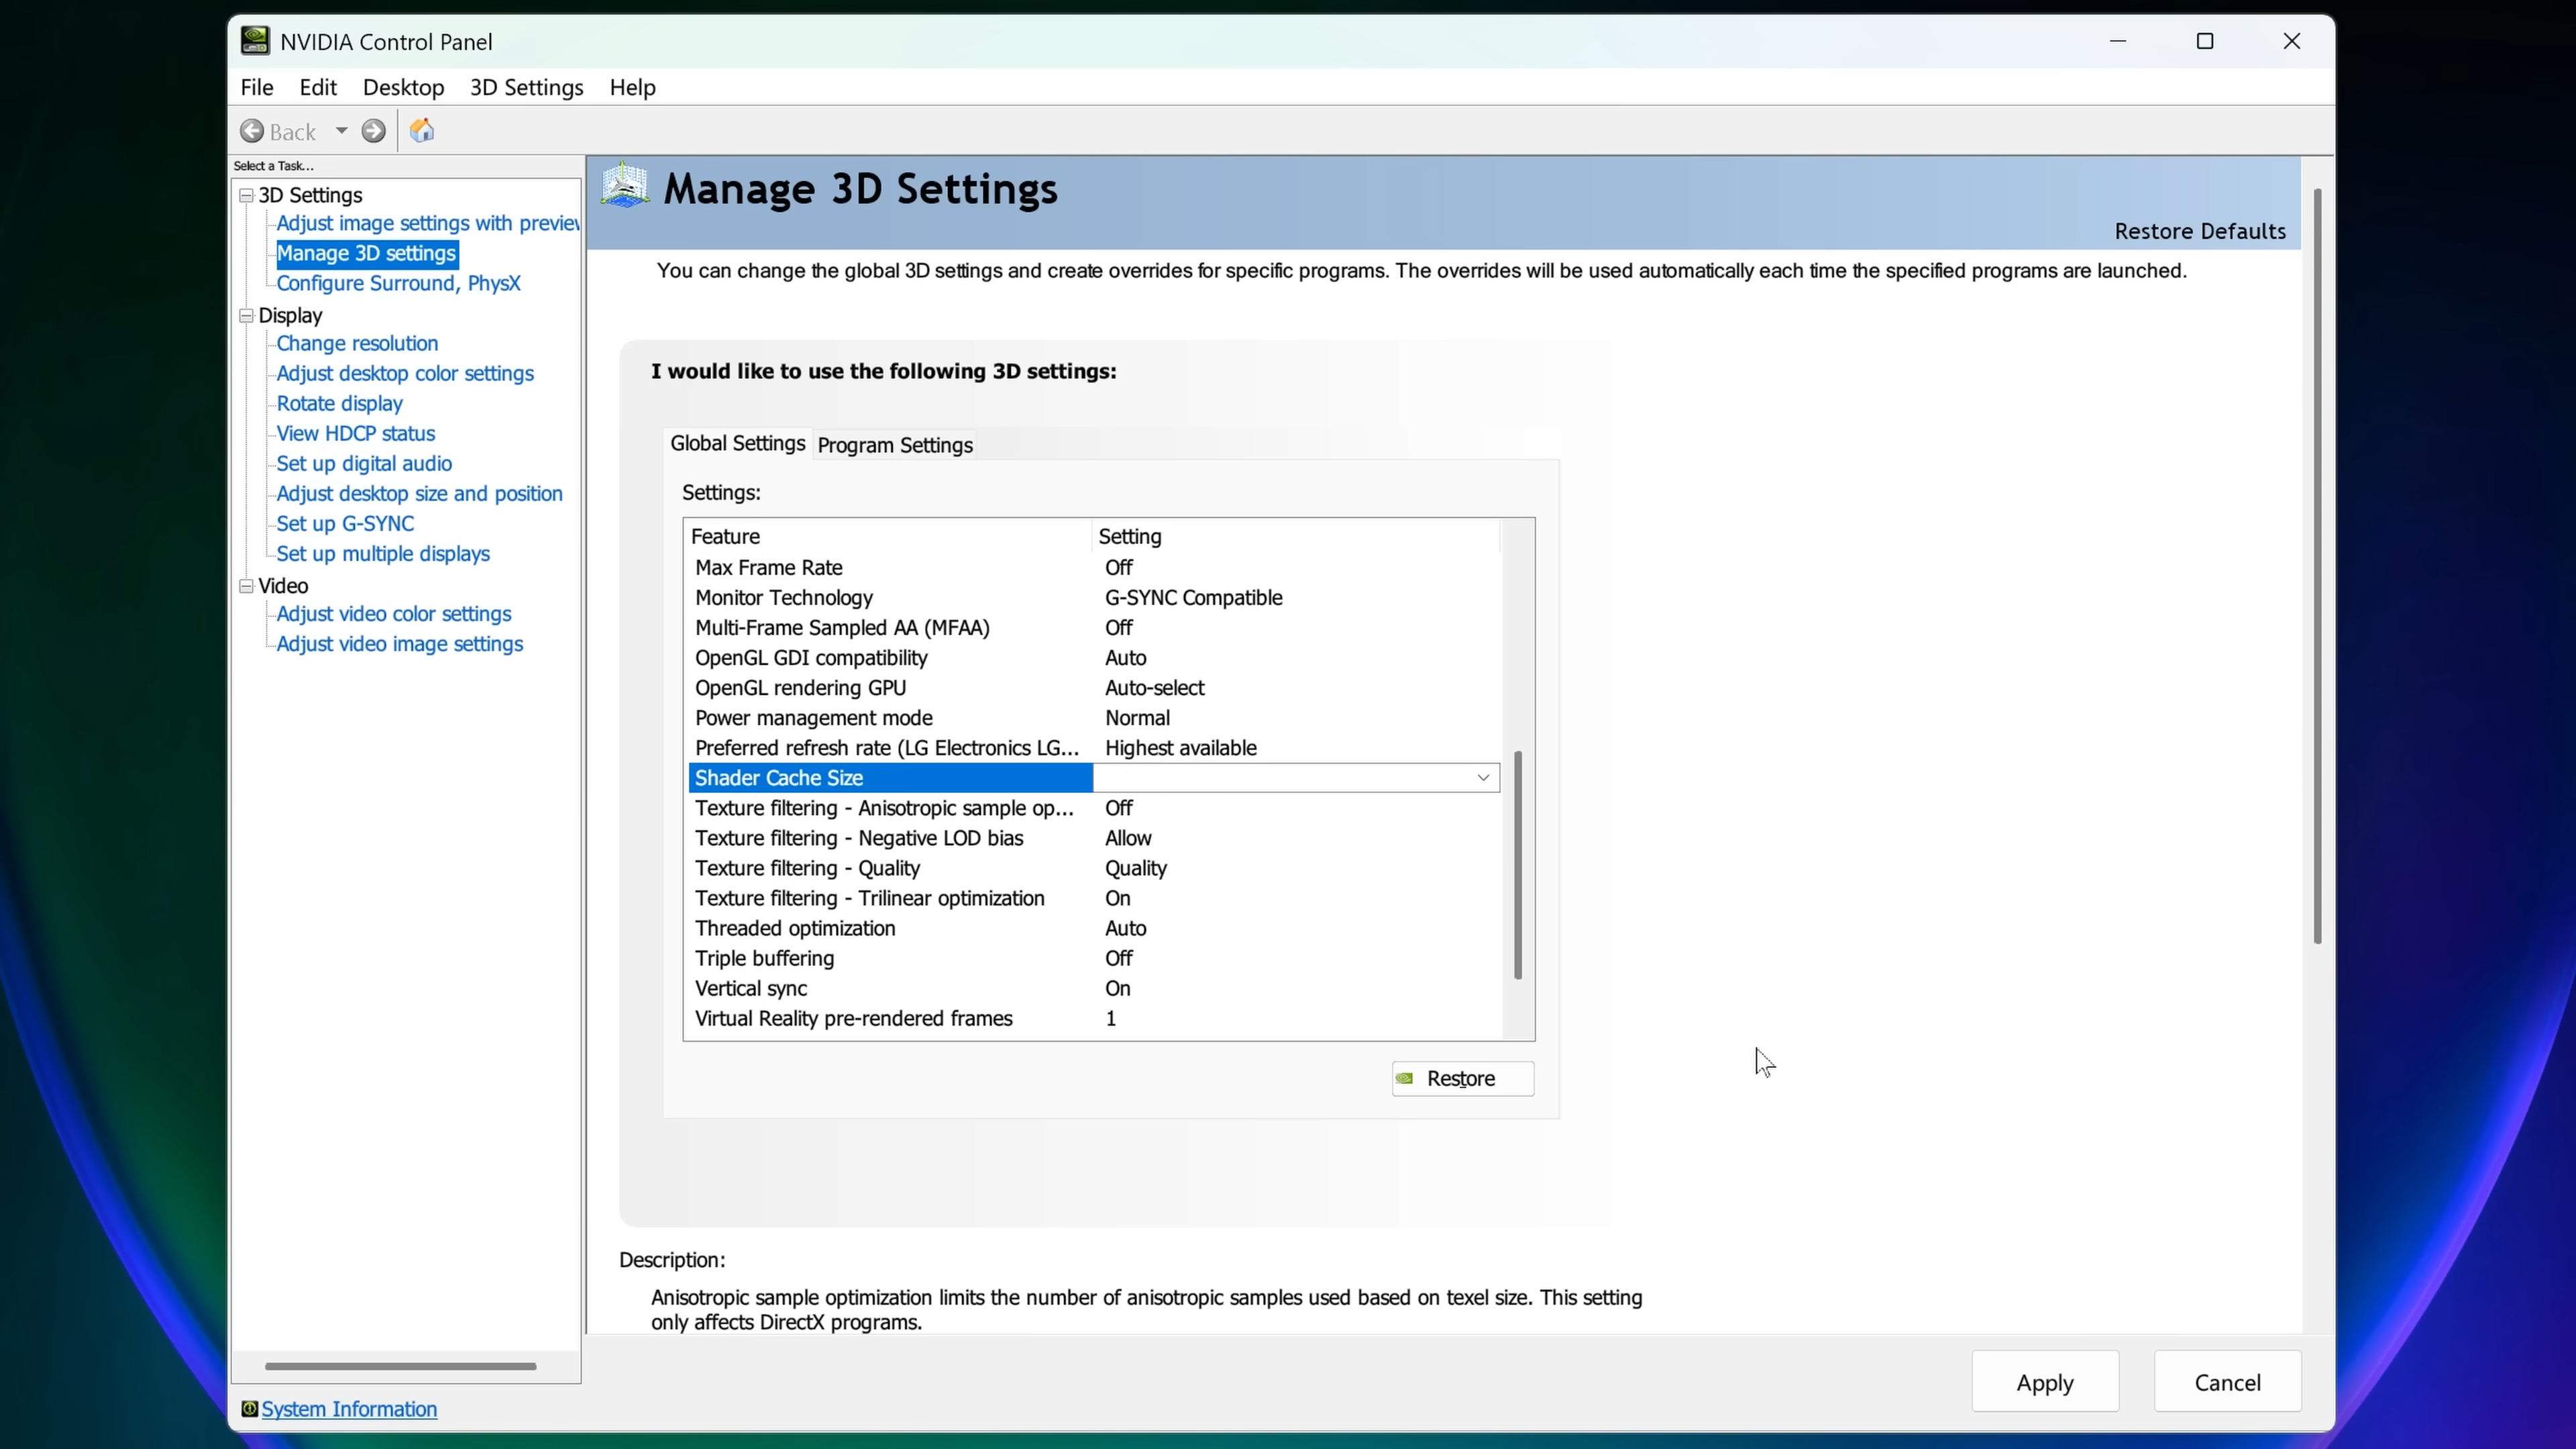 NVIDIA Control Panel
File Edit Desktop 3D Settings Help
Back
Select a Task...
3D Settings
Adjust image settings with preview
Manage 3D settings
Configure Surround, PhysX
Display
Change resolution
Adjust desktop color settings
Rotate display
View HDCP status
Set up digital audio
Adjust desktop size and position
Set up G-SYNC
Set up multiple displays
Video
Adjust video color settings
Adjust video image settings
System Information
Manage 3D Settings
Restore Defaults
You can change the global 3D settings and create overrides for specific programs. The overrides will be used automatically each time the specified programs are launched.
I would like to use the following 3D settings:
Global Settings Program Settings
Settings:
Feature Setting
Max Frame Rate Off
Monitor Technology G-SYNC Compatible
Multi-Frame Sampled AA (MFAA) Off
OpenGL GDI compatibility Auto
OpenGL rendering GPU Auto-select
Power management mode Normal
Preferred refresh rate (LG Electronics LG... Highest available
Shader Cache Size
Texture filtering - Anisotropic sample op... Off
Texture filtering - Negative LOD bias Allow
Texture filtering - Quality Quality
Texture filtering - Trilinear optimization On
Threaded optimization Auto
Triple buffering Off
Vertical sync On
Virtual Reality pre-rendered frames 1
Restore
Description:
Anisotropic sample optimization limits the number of anisotropic samples used based on texel size. This setting
only affects DirectX programs.
Apply Cancel